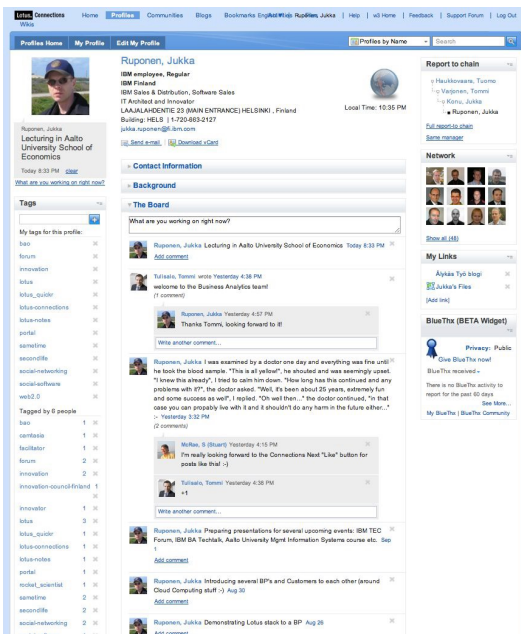 Lotus. Connections
Home
Profiles
Communities
Blogs
Bookmarks
Ruponen, Jukka
Help
w3 Home
Feedback
Support Forum
Log Out
Wikis
Profiles Home
My Profile
Edit My Profile
Profiles by Name
Search
Ruponen, Jukka
Lecturing in Aalto
University School of
Economics
Today 8:33 PM clear
What are you working on right now?
Tags
My tags for this profile:
bao
forum
innovation
lotus
lotus_quickr
lotus-connections
lotus-notes
portal
sametime
secondlife
social-networking
social-software
web2.0
Tagged by 6 people
bao 1
camtasia 1
facilitator 1
forum 2
innovation 2
innovation-council-finland 1
innovator 1
lotus 3
lotus_quickr 1
lotus-connections 1
lotus-notes 1
portal 1
rocket_scientist 1
sametime 2
secondlife 2
social-networking 2
Ruponen, Jukka
IBM employee, Regular
IBM Finland
IBM Sales & Distribution, Software Sales
IT Architect and Innovator
LAAJALAHDENTIE 23 (MAIN ENTRANCE) HELSINKI , Finland
Building: HELS | 1-720-663-2127
jukka.ruponen@fi.ibm.com
Send e-mail | Download vCard
Local Time: 10:35 PM
Contact Information
Background
The Board
What are you working on right now?
Ruponen, Jukka Lecturing in Aalto University School of Economics Today 8:33 PM
Add comment
Tulisalo, Tommi wrote Yesterday 4:38 PM
welcome to the Business Analytics team!
(1 comment)
Ruponen, Jukka Yesterday 4:57 PM
Thanks Tommi, looking forward to it!
Write another comment...
Ruponen, Jukka I was examined by a doctor one day and everything was fine until
he took the blood sample. "This is all yellow!", he shouted and was seemingly upset.
"I knew this already", I tried to calm him down. "How long has this continued and any
problems with it?", the doctor asked. "Well, it's been about 25 years, extremely fun
and some success as well", I replied. "Oh well then..." the doctor continued, "in that
case you can propably live with it and it shouldn't do any harm in the future either..."
:- Yesterday 3:32 PM
(2 comments)
McRae, S (Stuart) Yesterday 4:15 PM
I'm really looking forward to the Connections Next "Like" button for
posts like this! :-)
Tulisalo, Tommi Yesterday 4:38 PM
+1
Write another comment...
Ruponen, Jukka Preparing presentations for several upcoming events: IBM TEC
Forum, IBM BA Techtalk, Aalto University Mgmt Information Systems course etc. Sep
1
Add comment
Ruponen, Jukka Introducing several BP's and Customers to each other (around
Cloud Computing stuff :-) Aug 30
Add comment
Ruponen, Jukka Demonstrating Lotus stack to a BP Aug 26
Add comment
Report to chain
Haukkovaara, Tuomo
Varjonen, Tommi
Konu, Jukka
Ruponen, Jukka
Full report-to chain
Same manager
Network
Show all (48)
My Links
Älykäs Työ blogi
Jukka's Files
[Add link]
BlueThx (BETA Widget)
Privacy: Public
Give BlueThx now!
BlueThx received
There is no BlueThx activity to
report for the past 60 days
See More...
My BlueThx | BlueThx Community